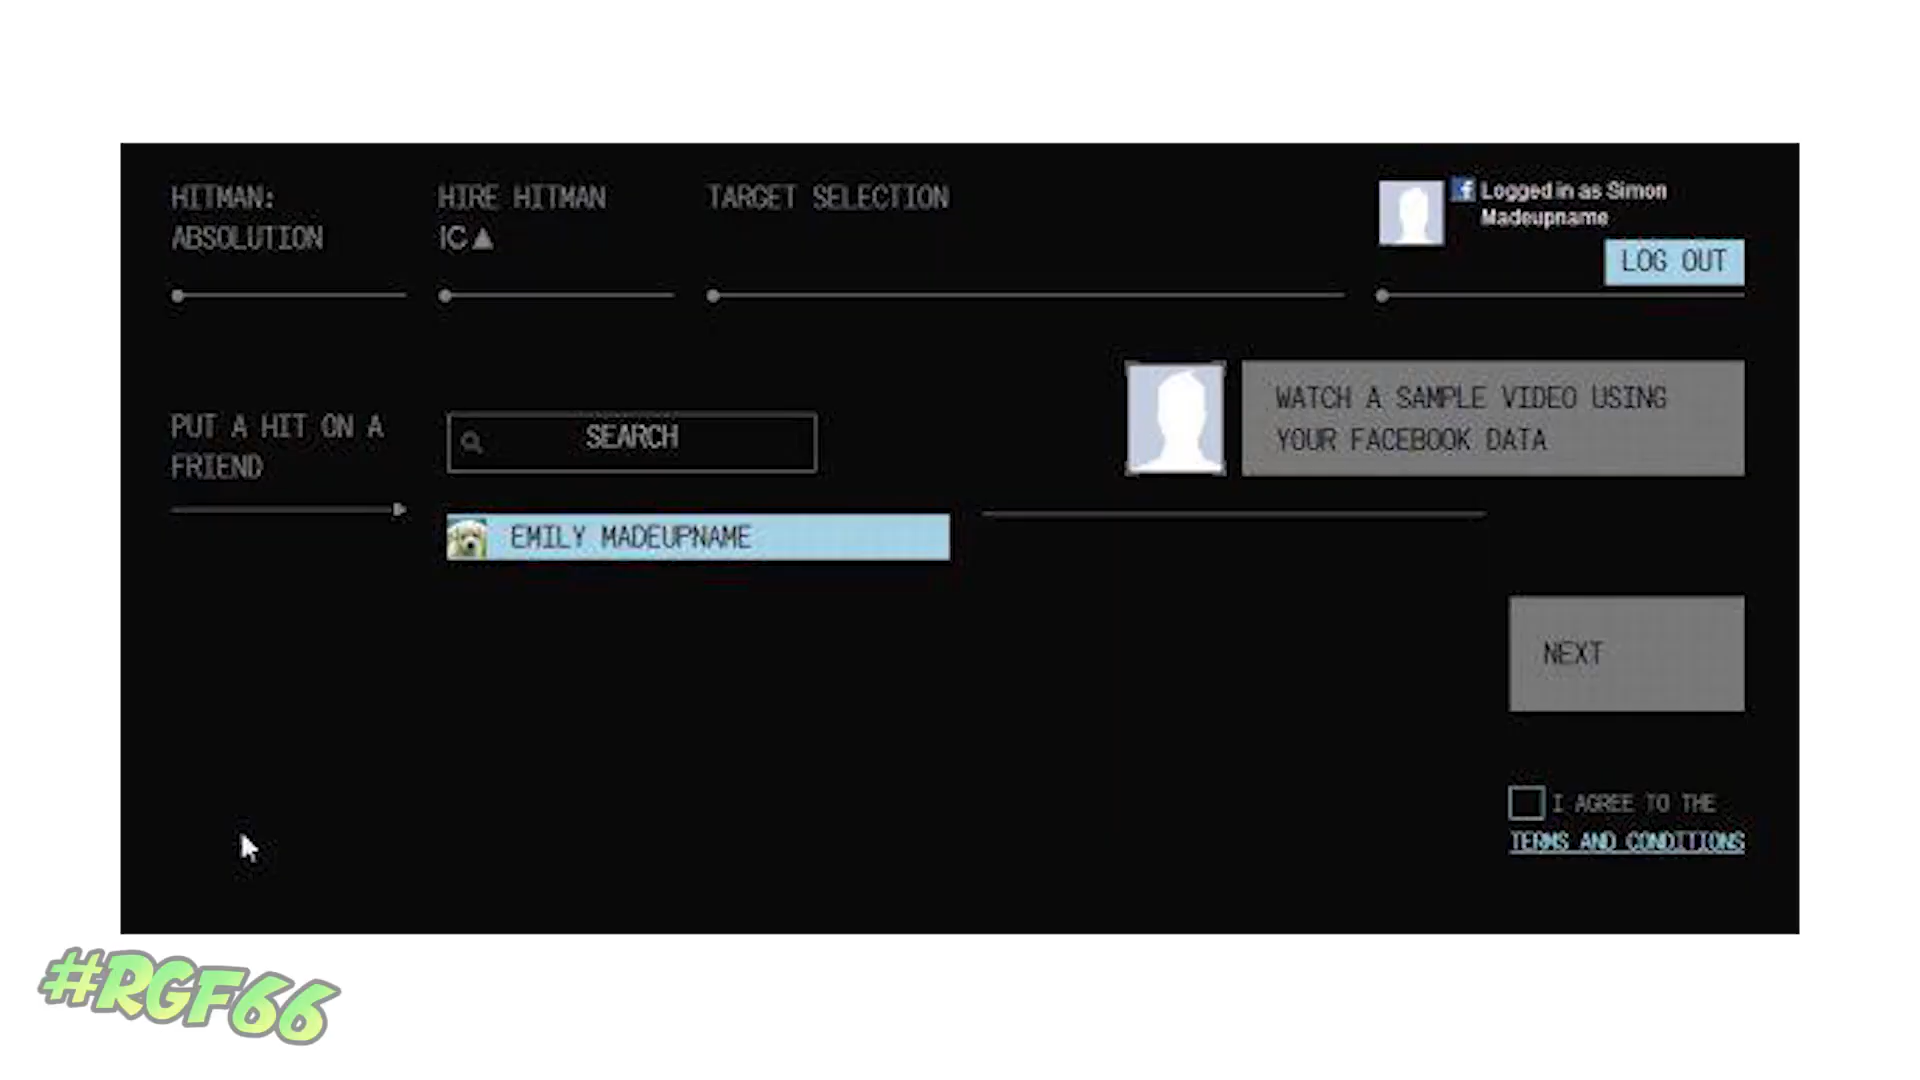 HITMAN:
ABSOLUTION
HIRE HITMAN
TARGET SELECTION
Logged in as Simon
Madeupname
LOG OUT
PUT A HIT ON A
FRIEND
SEARCH
WATCH A SAMPLE VIDEO USING
YOUR FACEBOOK DATA
EMILY MADEUPNAME
NEXT
I AGREE TO THE
TERMS AND CONDITIONS
#RGF66